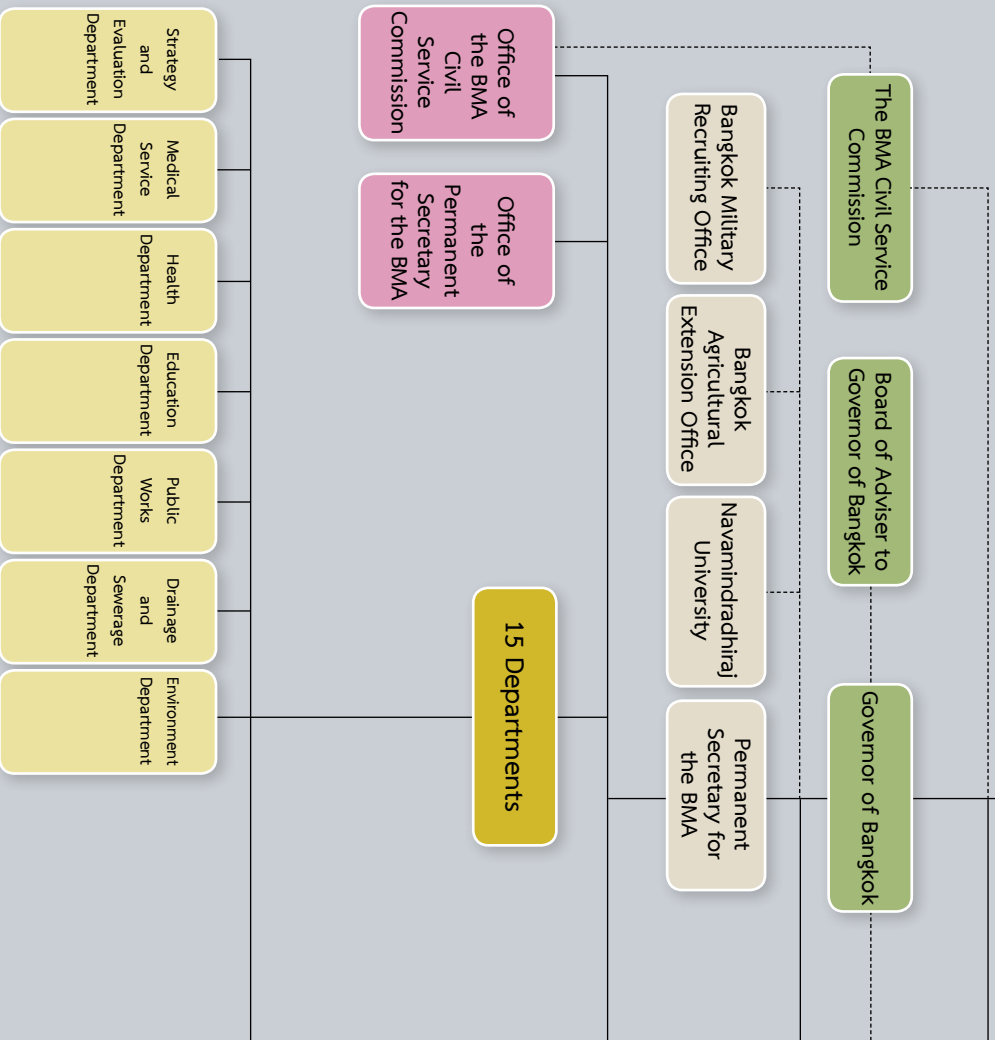 The BMA Civil Service
Commission
Board of Adviser to
Governor of Bangkok
Governor of Bangkok
Bangkok Military
Recruiting Office
Bangkok
Agricultural
Extension Office
Navamindradhiraj
University
Permanent
Secretary for
the BMA
Office of
the BMA
Civil
Service
Commission
Office of
the
Permanent
Secretary
for the BMA
15 Departments
Strategy
and
Evaluation
Department
Medical
Service
Department
Health
Department
Education
Department
Public
Works
Department
Drainage
and
Sewerage
Department
Environment
Department